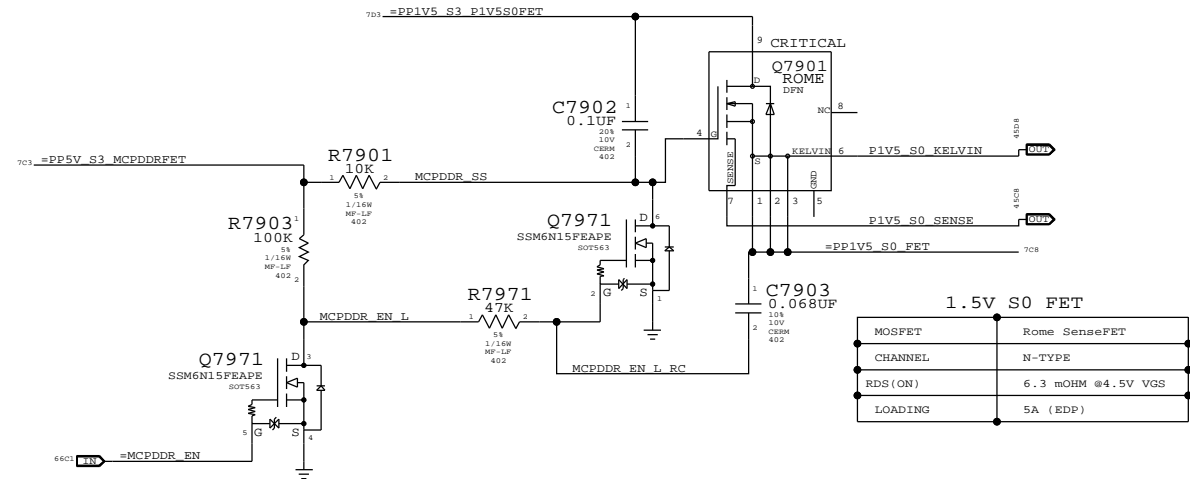 7D3 =PP1V5_S3_P1V5S0FET
9 CRITICAL
Q7901
ROME
DFN
D
NC 8
C7902
0.1UF
20%
10V
CERM
402
1
2
4 G
S
SENSE
KELVIN 6
GND
7 1 2 3 5
P1V5_S0_KELVIN
45D8
OUT
P1V5_S0_SENSE
45C8
OUT
=PP1V5_S0_FET 7C8
7C3 =PP5V_S3_MCPDDRFET
R7901
10K
1 2
5%
1/16W
MF-LF
402
MCPDDR_SS
R7903
100K
5%
1/16W
MF-LF
402
1
2
Q7971
SSM6N15FEAPE
SOT563
D 6
2 G S 1
R7971
47K
1 2
5%
1/16W
MF-LF
402
MCPDDR_EN_L
MCPDDR_EN_L_RC
C7903
0.068UF
10%
10V
CERM
402
1
2
Q7971
SSM6N15FEAPE
SOT563
D 3
5 G S 4
66C1 IN =MCPDDR_EN
1.5V S0 FET
MOSFET Rome SenseFET
CHANNEL N-TYPE
RDS(ON) 6.3 mOHM @4.5V VGS
LOADING 5A (EDP)